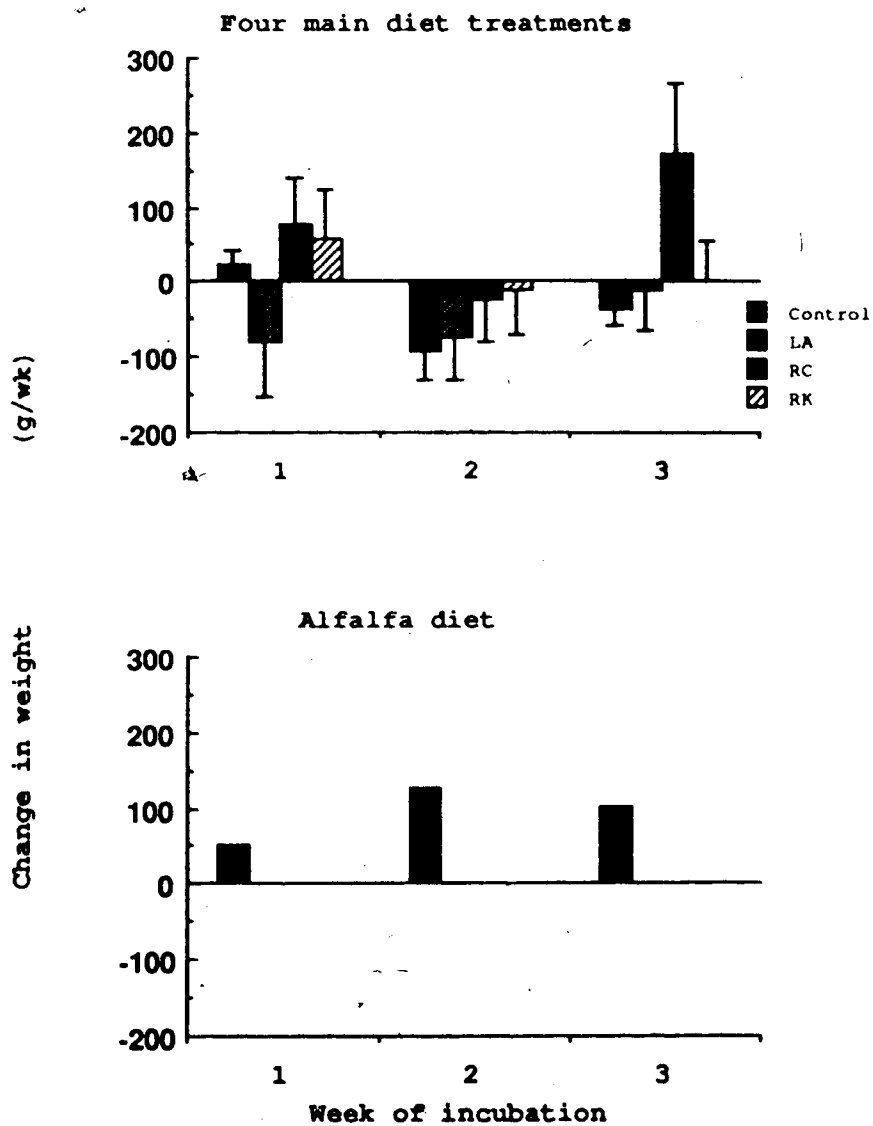 Four main diet treatments
300
200
100
0
-100
-200
1
2
3
Control
LA
RC
RK
(g/wk)
Change in weight
Alfalfa diet
300
200
100
0
-100
-200
1
2
3
Week of incubation